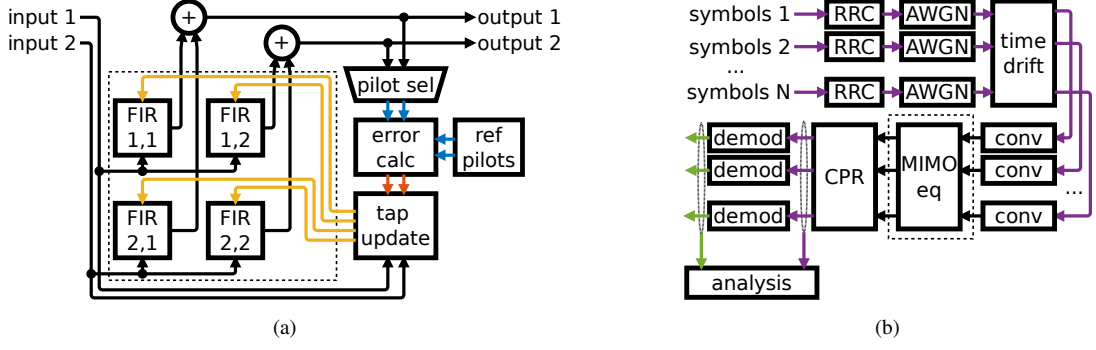 input 1
input 2
+
+
output 1
output 2
pilot sel
error
calc
ref
pilots
tap
update
FIR
1,1
FIR
1,2
FIR
2,1
FIR
2,2
(a)
symbols 1
RRC
AWGN
symbols 2
RRC
AWGN
...
symbols N
RRC
AWGN
time
drift
demod
demod
demod
CPR
MIMO
eq
conv
conv
...
conv
analysis
(b)